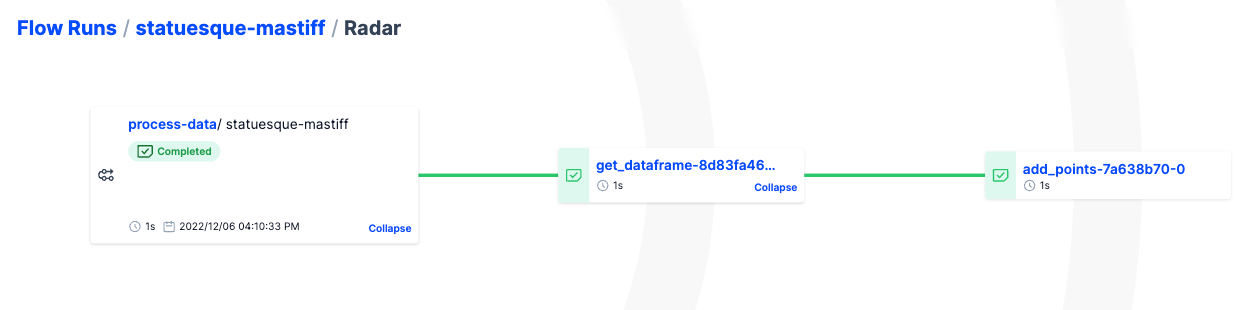 Flow Runs / statuesque-mastiff / Radar
process-data/ statuesque-mastiff
Completed
1s 2022/12/06 04:10:33 PM
Collapse
get_dataframe-8d83fa46...
1s
Collapse
add_points-7a638b70-0
1s